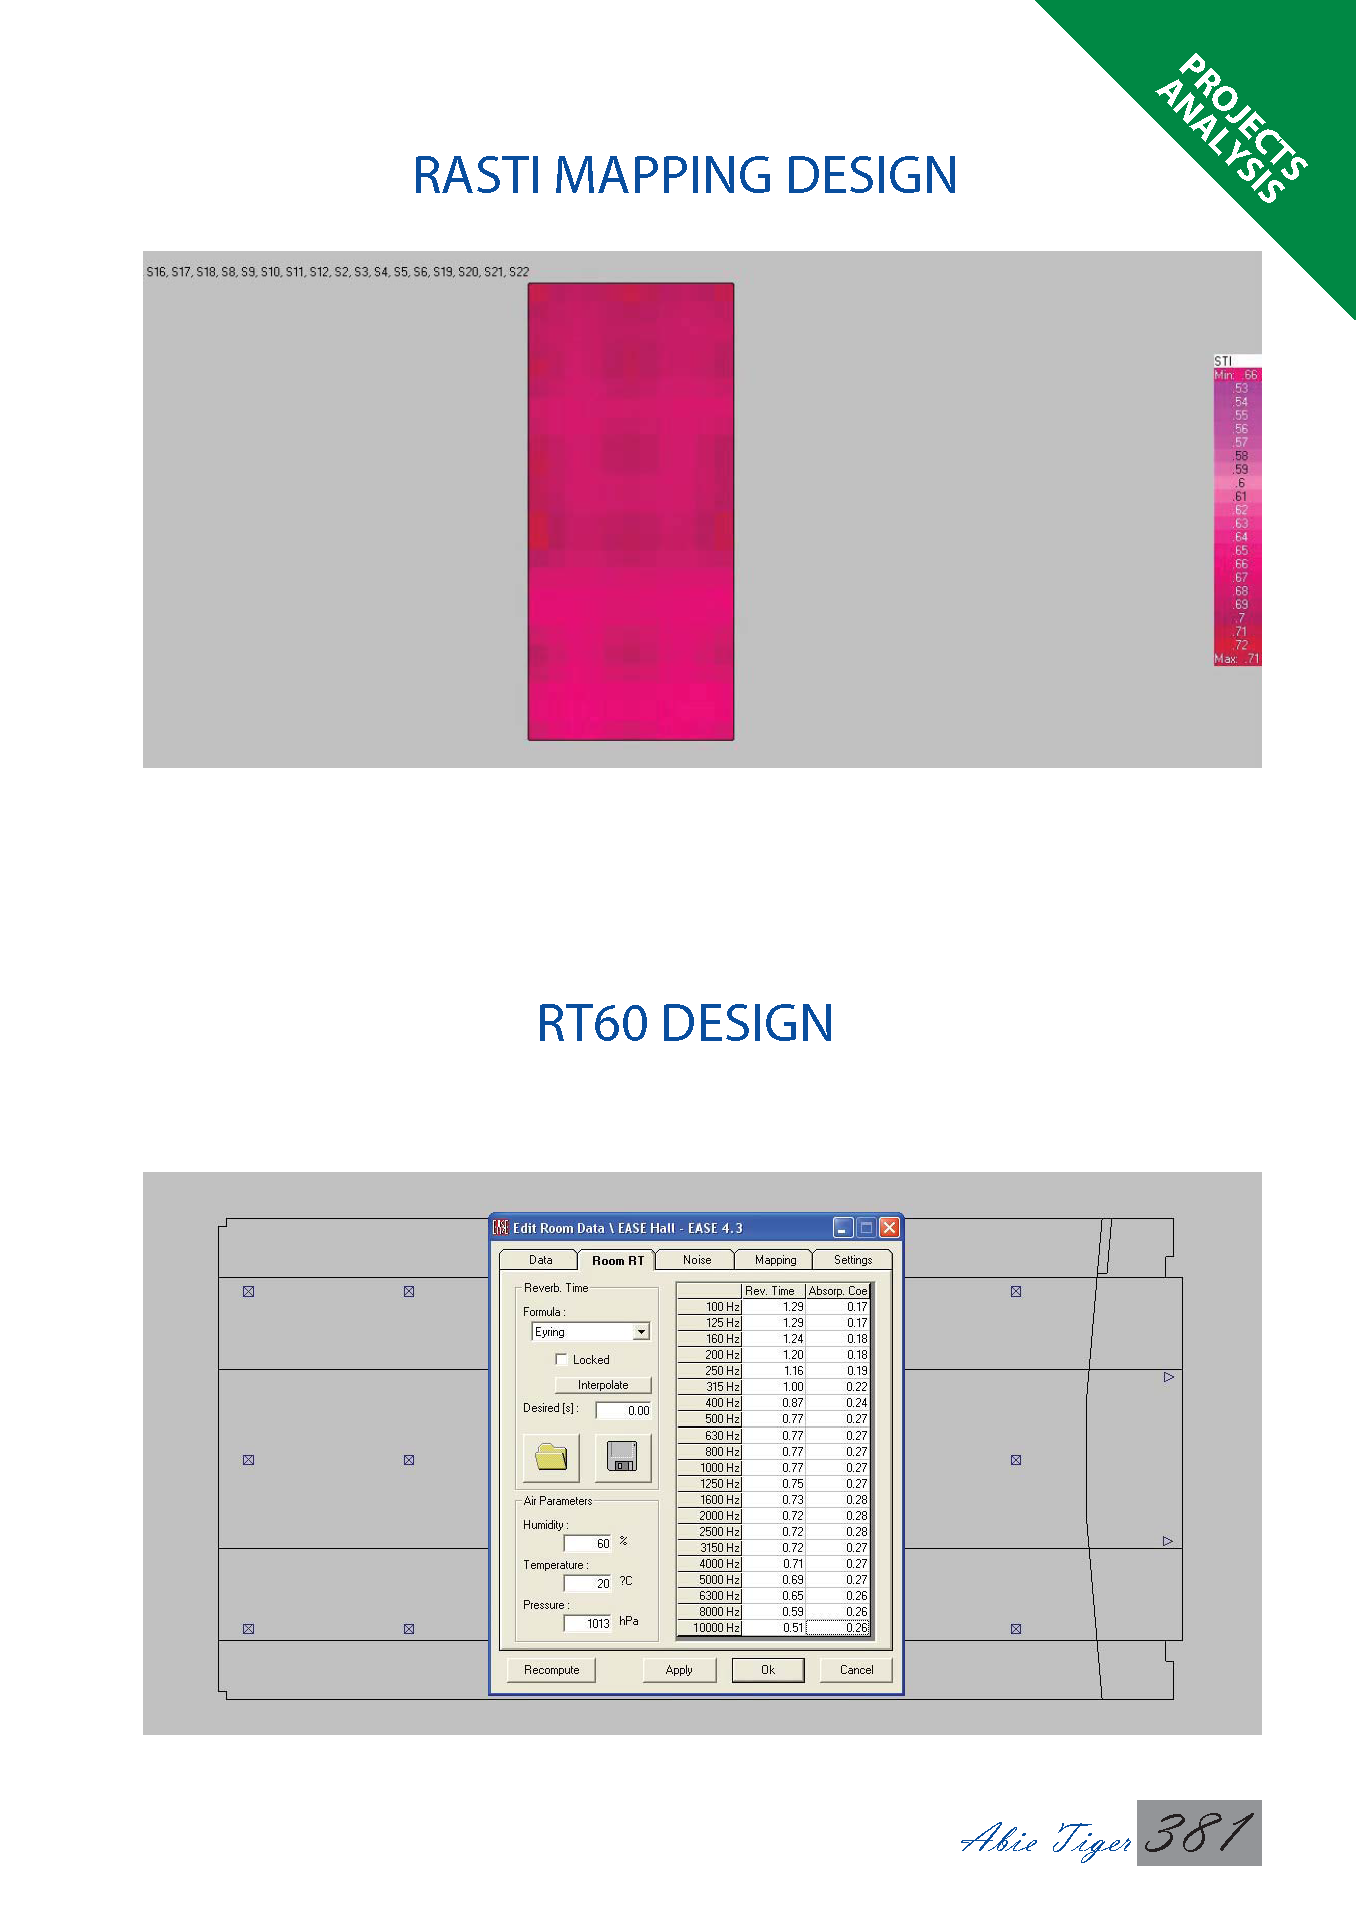 PROJECTS
ANALYSIS
RASTI MAPPING DESIGN
S16, S17, S18, S8, S9, S10, S11, S12, S2, S3, S4, S5, S6, S19, S20, S21, S22
STI
Min: .66
.53
.54
.55
.56
.57
.58
.59
.6
.61
.62
.63
.64
.65
.66
.67
.68
.69
.7
.71
.72
Max: .71
RT60 DESIGN
EASE Edit Room Data \ EASE Hall - EASE 4.3
Data Room RT Noise Mapping Settings
Reverb. Time
Formula :
Eyring
Locked
Interpolate
Desired [s] : 0.00
Air Parameters
Humidity :
60 %
Temperature :
20 ?C
Pressure :
1013 hPa
Rev. Time Absorp. Coe
100 Hz 1.29 0.17
125 Hz 1.29 0.17
160 Hz 1.24 0.18
200 Hz 1.20 0.18
250 Hz 1.16 0.19
315 Hz 1.00 0.22
400 Hz 0.87 0.24
500 Hz 0.77 0.27
630 Hz 0.77 0.27
800 Hz 0.77 0.27
1000 Hz 0.77 0.27
1250 Hz 0.75 0.27
1600 Hz 0.73 0.28
2000 Hz 0.72 0.28
2500 Hz 0.72 0.28
3150 Hz 0.72 0.27
4000 Hz 0.71 0.27
5000 Hz 0.69 0.27
6300 Hz 0.65 0.26
8000 Hz 0.59 0.26
10000 Hz 0.51 0.26
Recompute Apply Ok Cancel
Abie Tiger 381